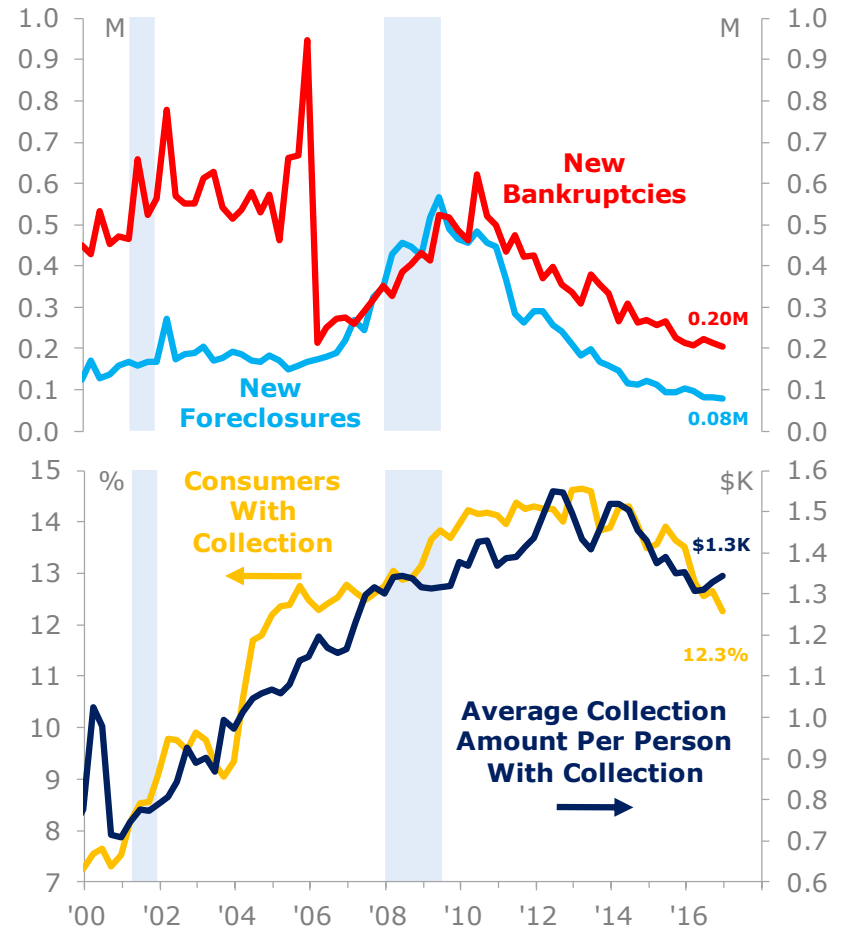 1.0 M M 1.0
0.9 0.9
0.8 0.8
0.7 0.7
0.6 0.6
0.5 0.5
0.4 0.4
0.3 0.3
0.2 0.2
0.1 0.1
0.0 0.0
New
Bankruptcies
0.20M
New
Foreclosures
0.08M
15 % $K 1.6
14 1.5
13 1.4
12 1.3
11 1.2
10 1.1
9 1.0
8 0.9
7 0.8
0.7
0.6
Consumers
With
Collection
$1.3K
12.3%
Average Collection
Amount Per Person
With Collection
'00 '02 '04 '06 '08 '10 '12 '14 '16